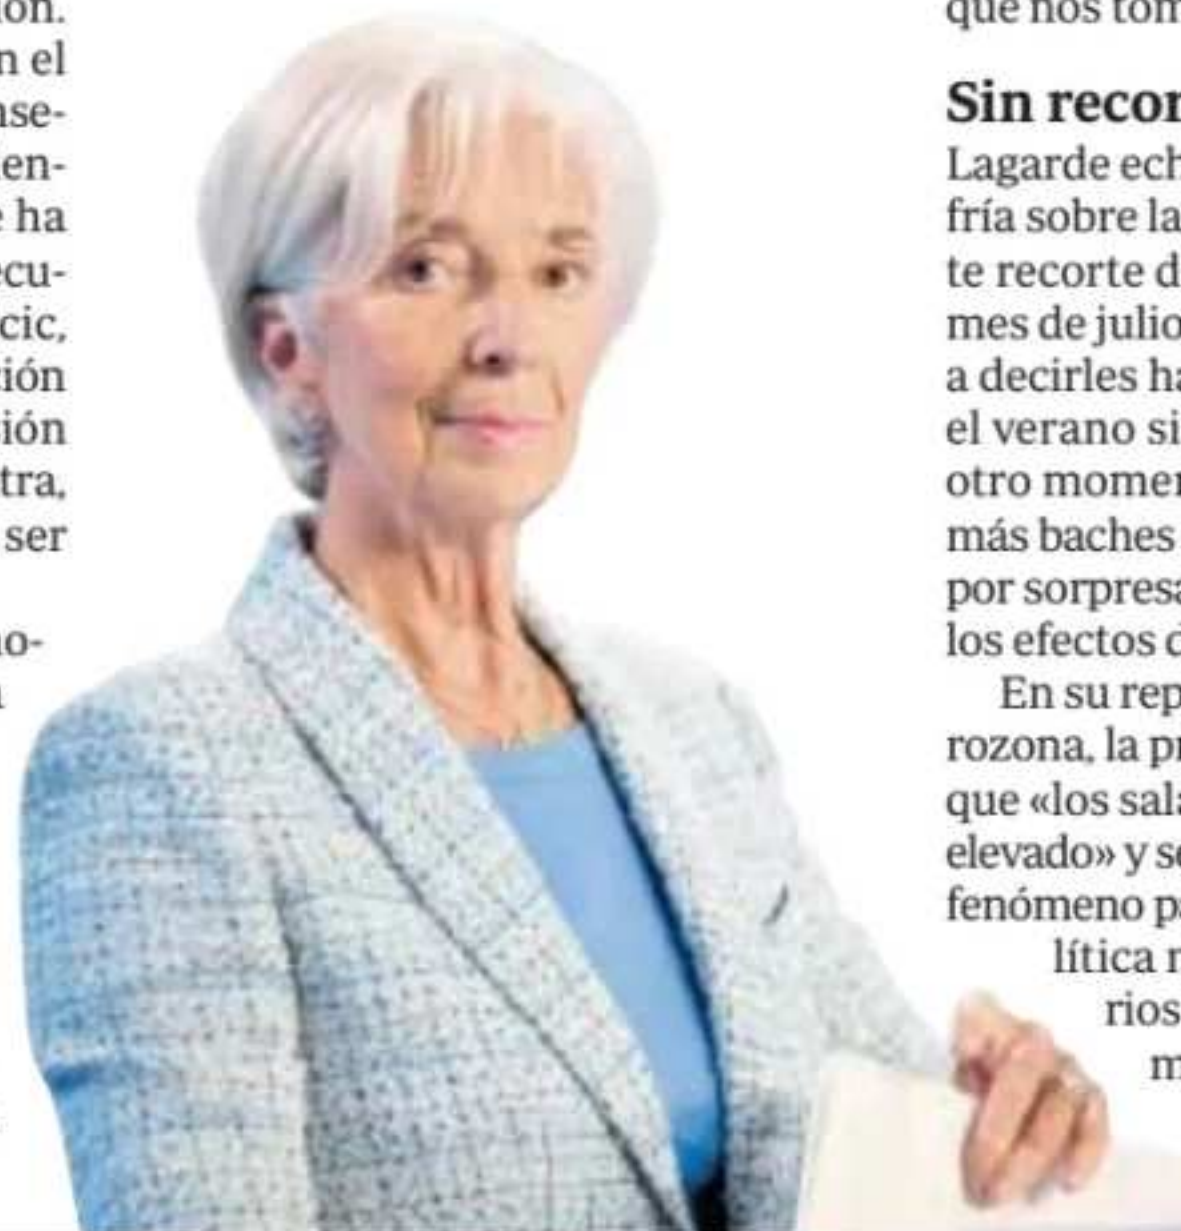 ión.
n el
nse-
en-
e ha
ecu-
cic,
ión
ión
tra,
ser
no-
que nos tom
Sin recor
Lagarde ech
fría sobre la
te recorte d
mes de julio
a decirles ha
el verano si
otro momen
más baches
por sorpresa
los efectos d
En su rep
rozona, la pr
que «los sala
elevado» y se
fenómeno pa
lítica m
rios
m